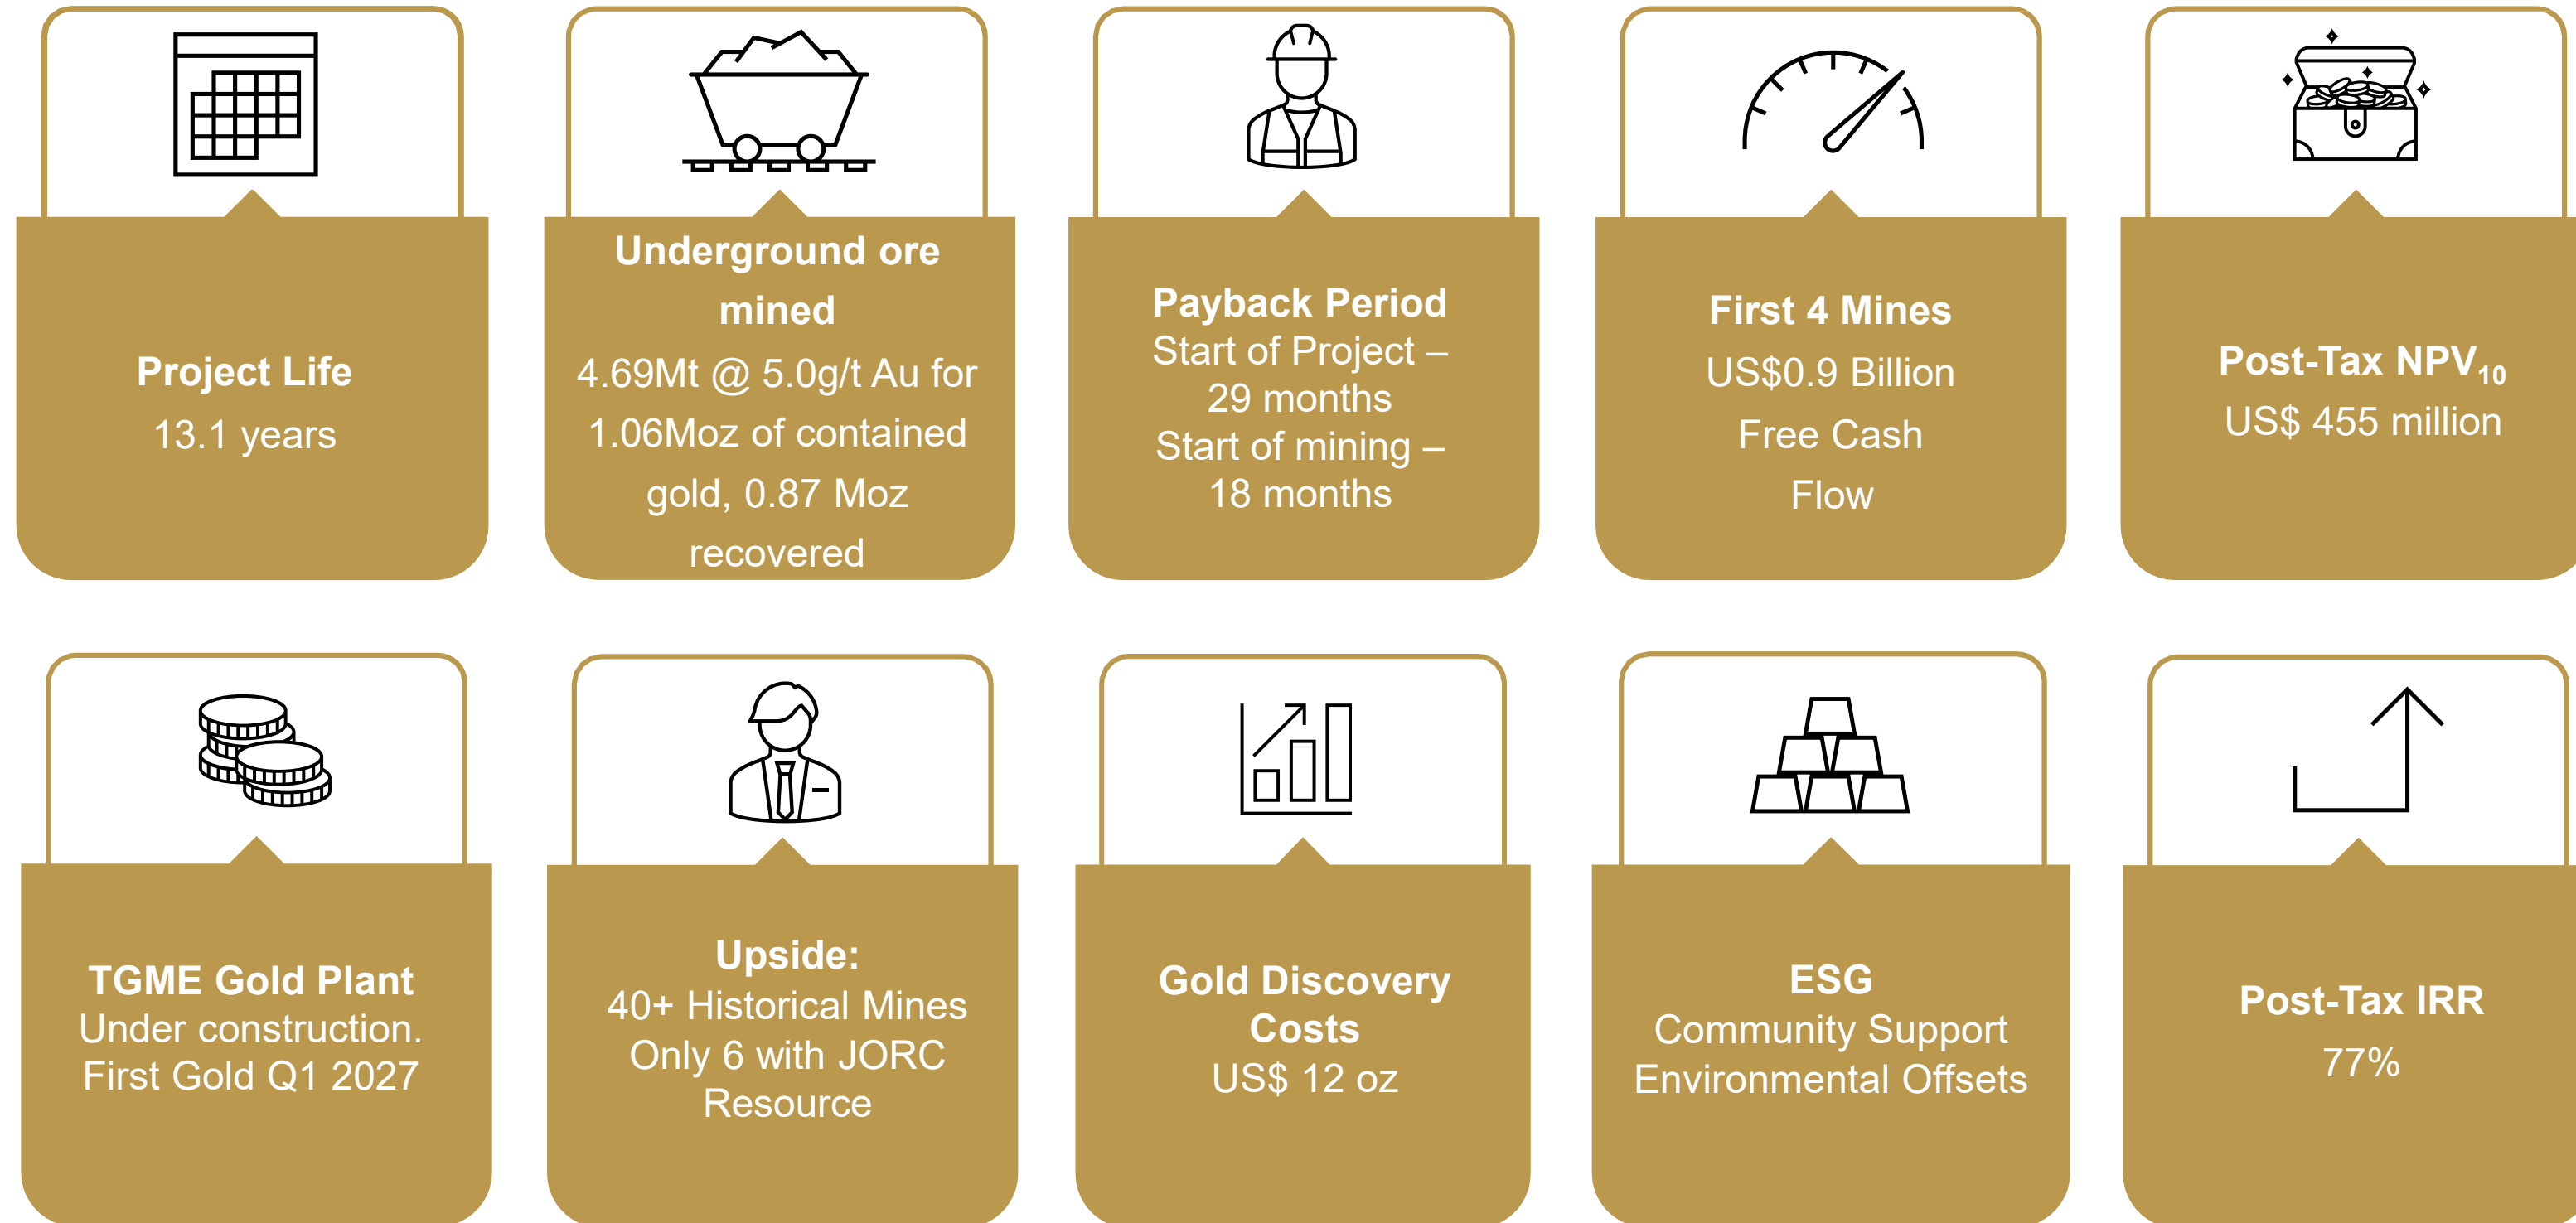 Project Life
13.1 years
Underground ore
mined
4.69Mt @ 5.0g/t Au for
1.06Moz of contained
gold, 0.87 Moz
recovered
Payback Period
Start of Project –
29 months
Start of mining –
18 months
First 4 Mines
US$0.9 Billion
Free Cash
Flow
Post-Tax NPV₁₀
US$ 455 million
TGME Gold Plant
Under construction.
First Gold Q1 2027
Upside:
40+ Historical Mines
Only 6 with JORC
Resource
Gold Discovery
Costs
US$ 12 oz
ESG
Community Support
Environmental Offsets
Post-Tax IRR
77%